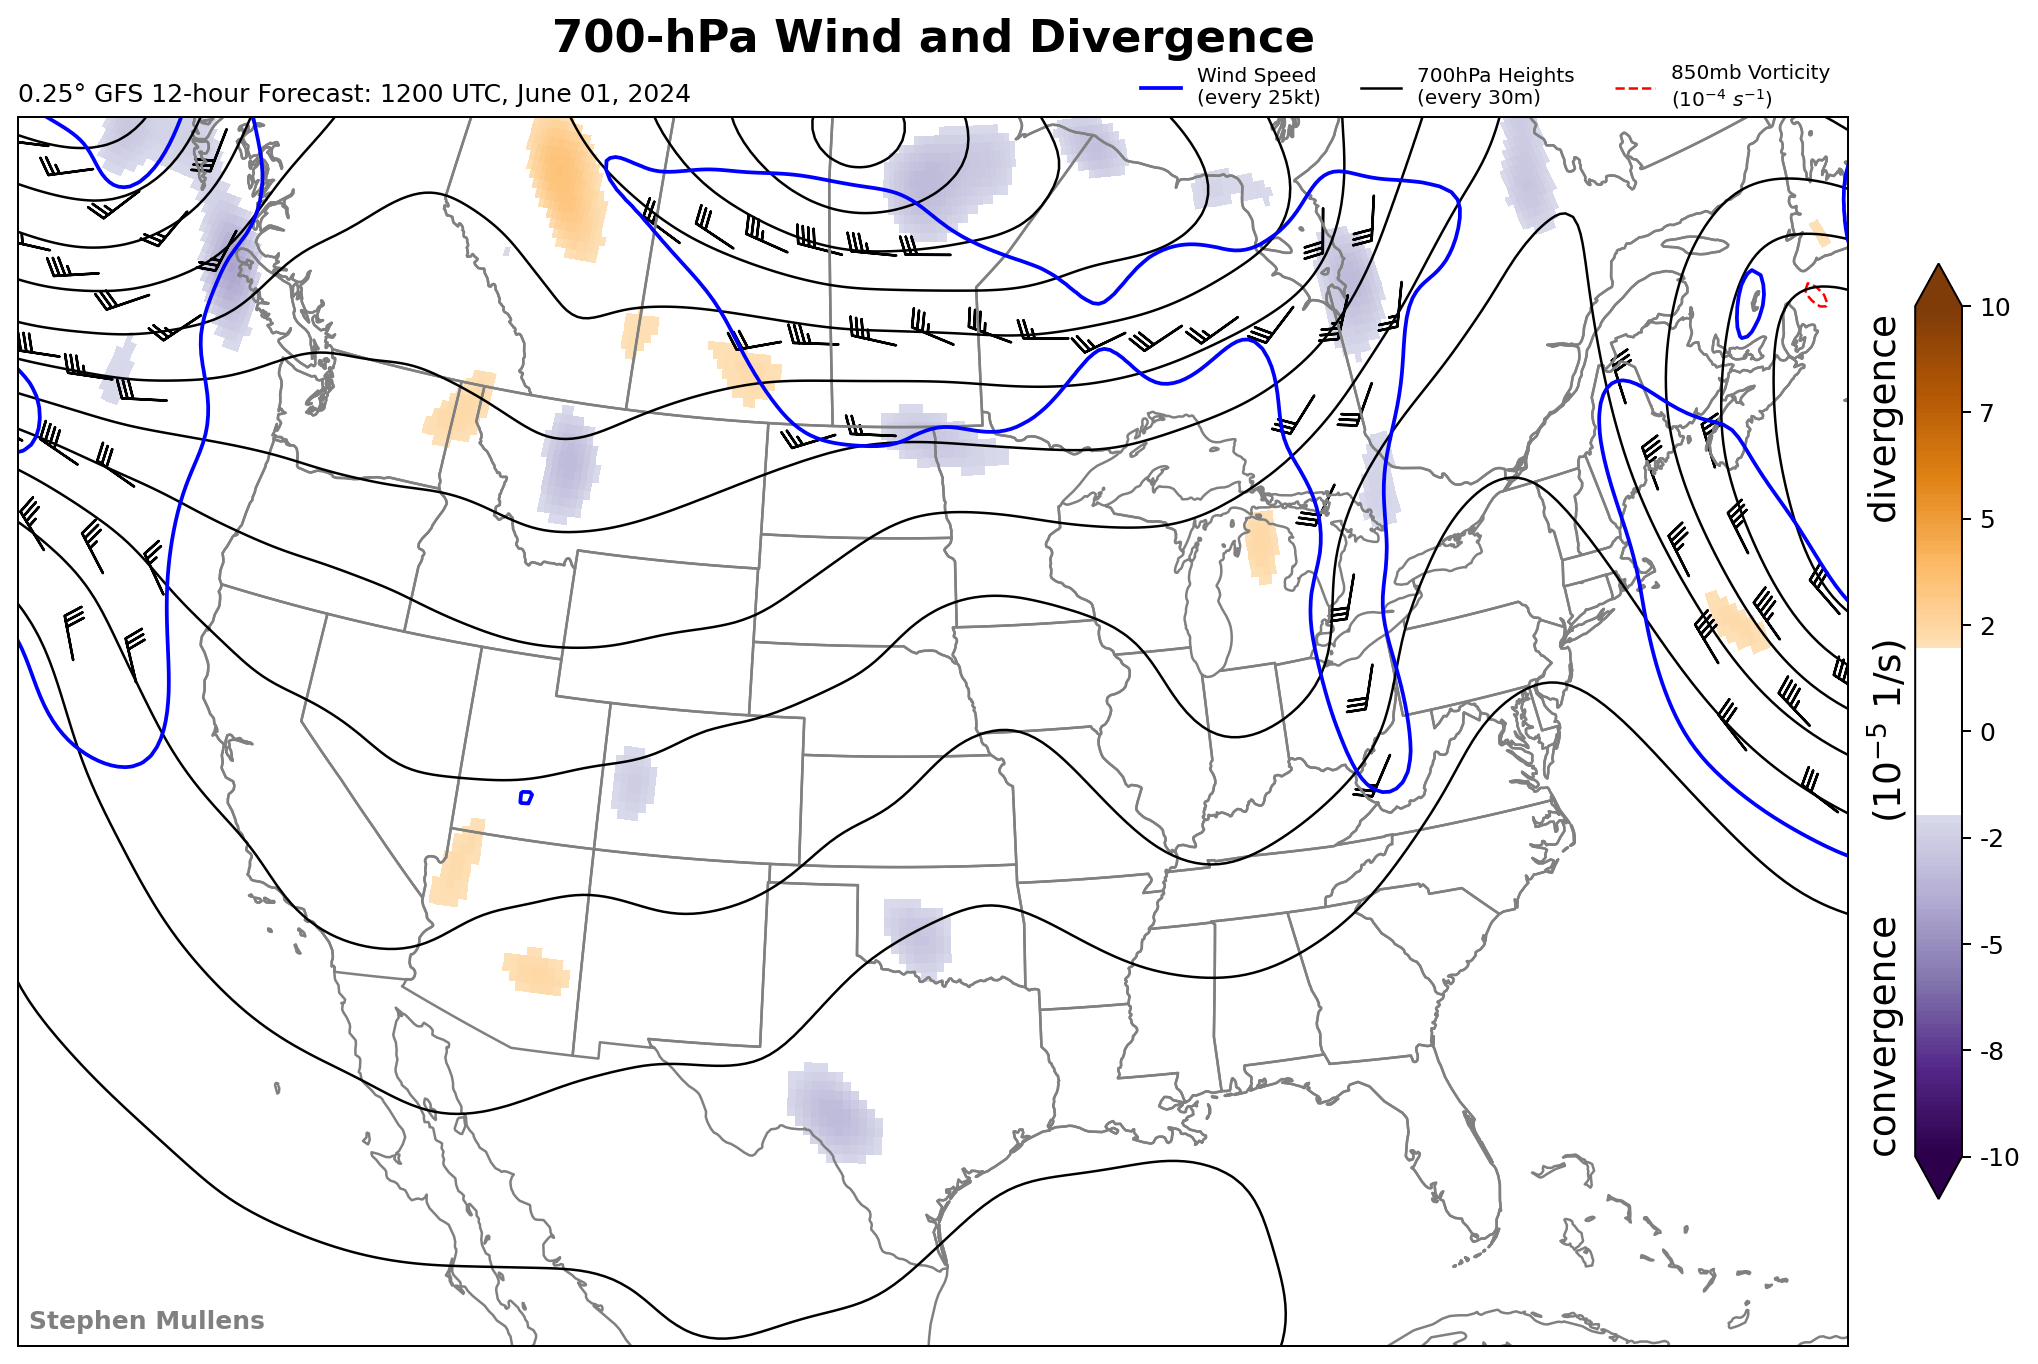 700-hPa Wind and Divergence
0.25° GFS 12-hour Forecast: 1200 UTC, June 01, 2024
Wind Speed
(every 25kt)
700hPa Heights
(every 30m)
850mb Vorticity
(10⁻⁴ s⁻¹)
10
7
5
2
0
-2
-5
-8
-10
convergence (10⁻⁵ 1/s) divergence
Stephen Mullens